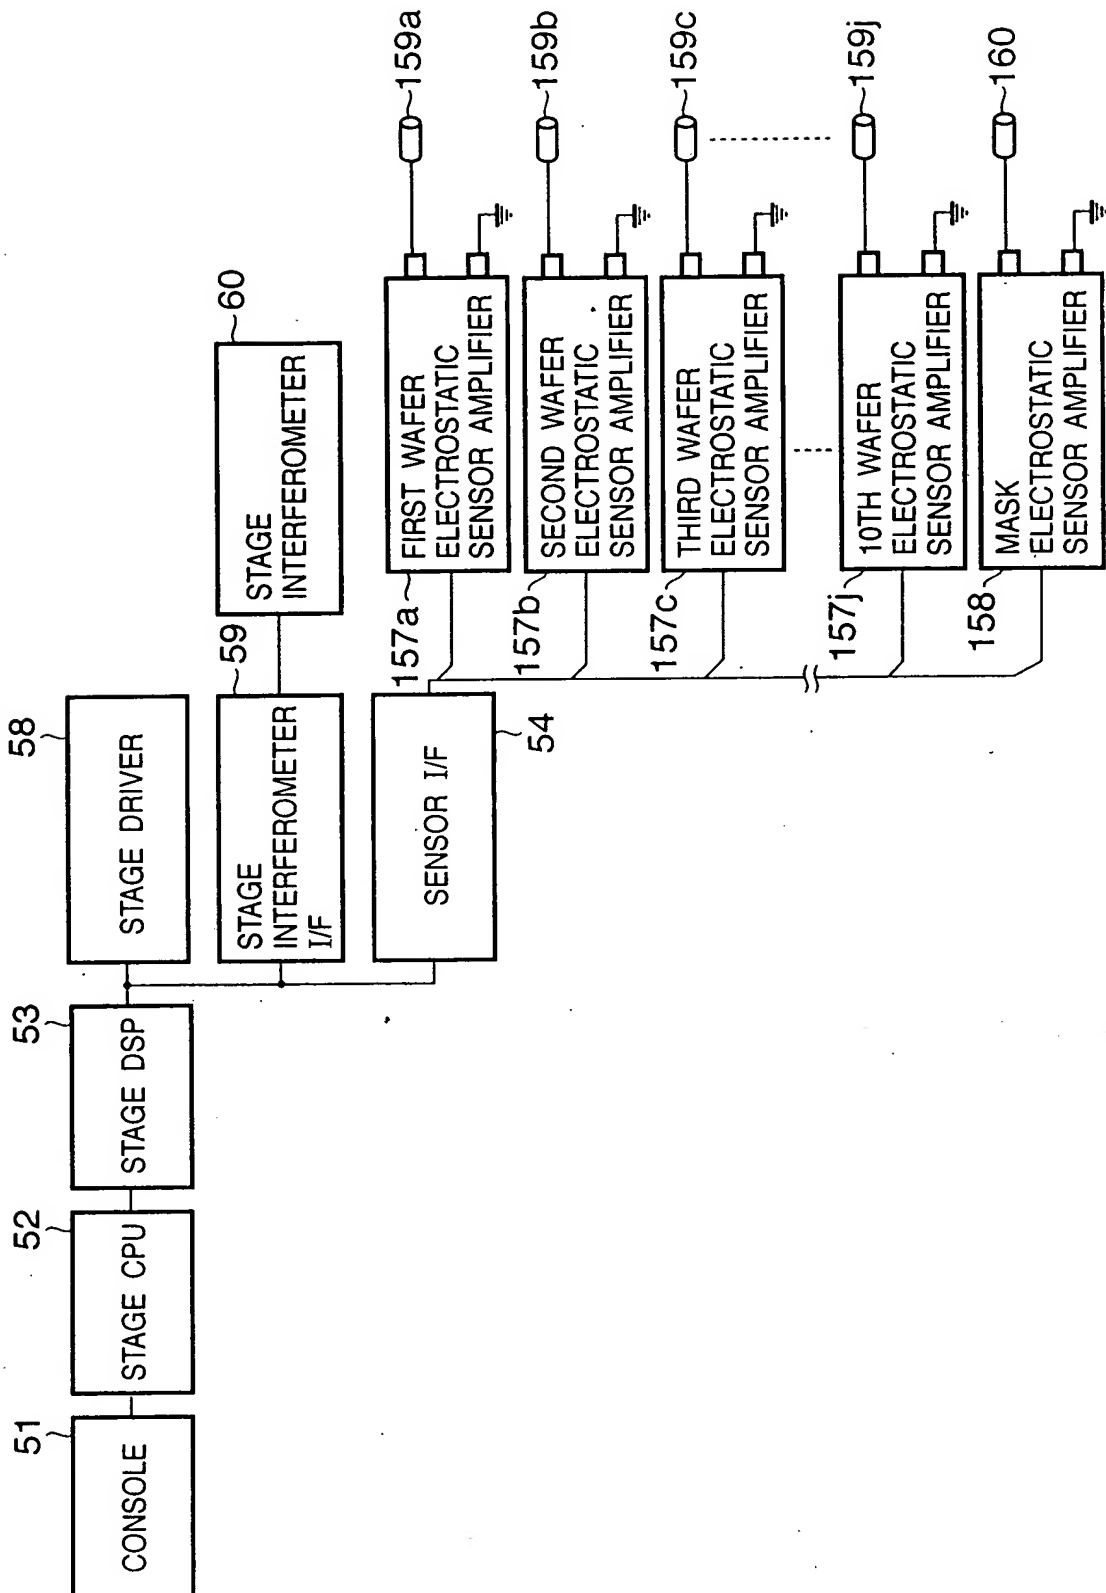 51
CONSOLE
52
STAGE CPU
53
STAGE DSP
58
STAGE DRIVER
59
STAGE
INTERFEROMETER
I/F
60
STAGE
INTERFEROMETER
54
SENSOR I/F
157a
FIRST WAFER
ELECTROSTATIC
SENSOR AMPLIFIER
159a
157b
SECOND WAFER
ELECTROSTATIC
SENSOR AMPLIFIER
159b
157c
THIRD WAFER
ELECTROSTATIC
SENSOR AMPLIFIER
159c
157j
10TH WAFER
ELECTROSTATIC
SENSOR AMPLIFIER
159j
158
MASK
ELECTROSTATIC
SENSOR AMPLIFIER
160